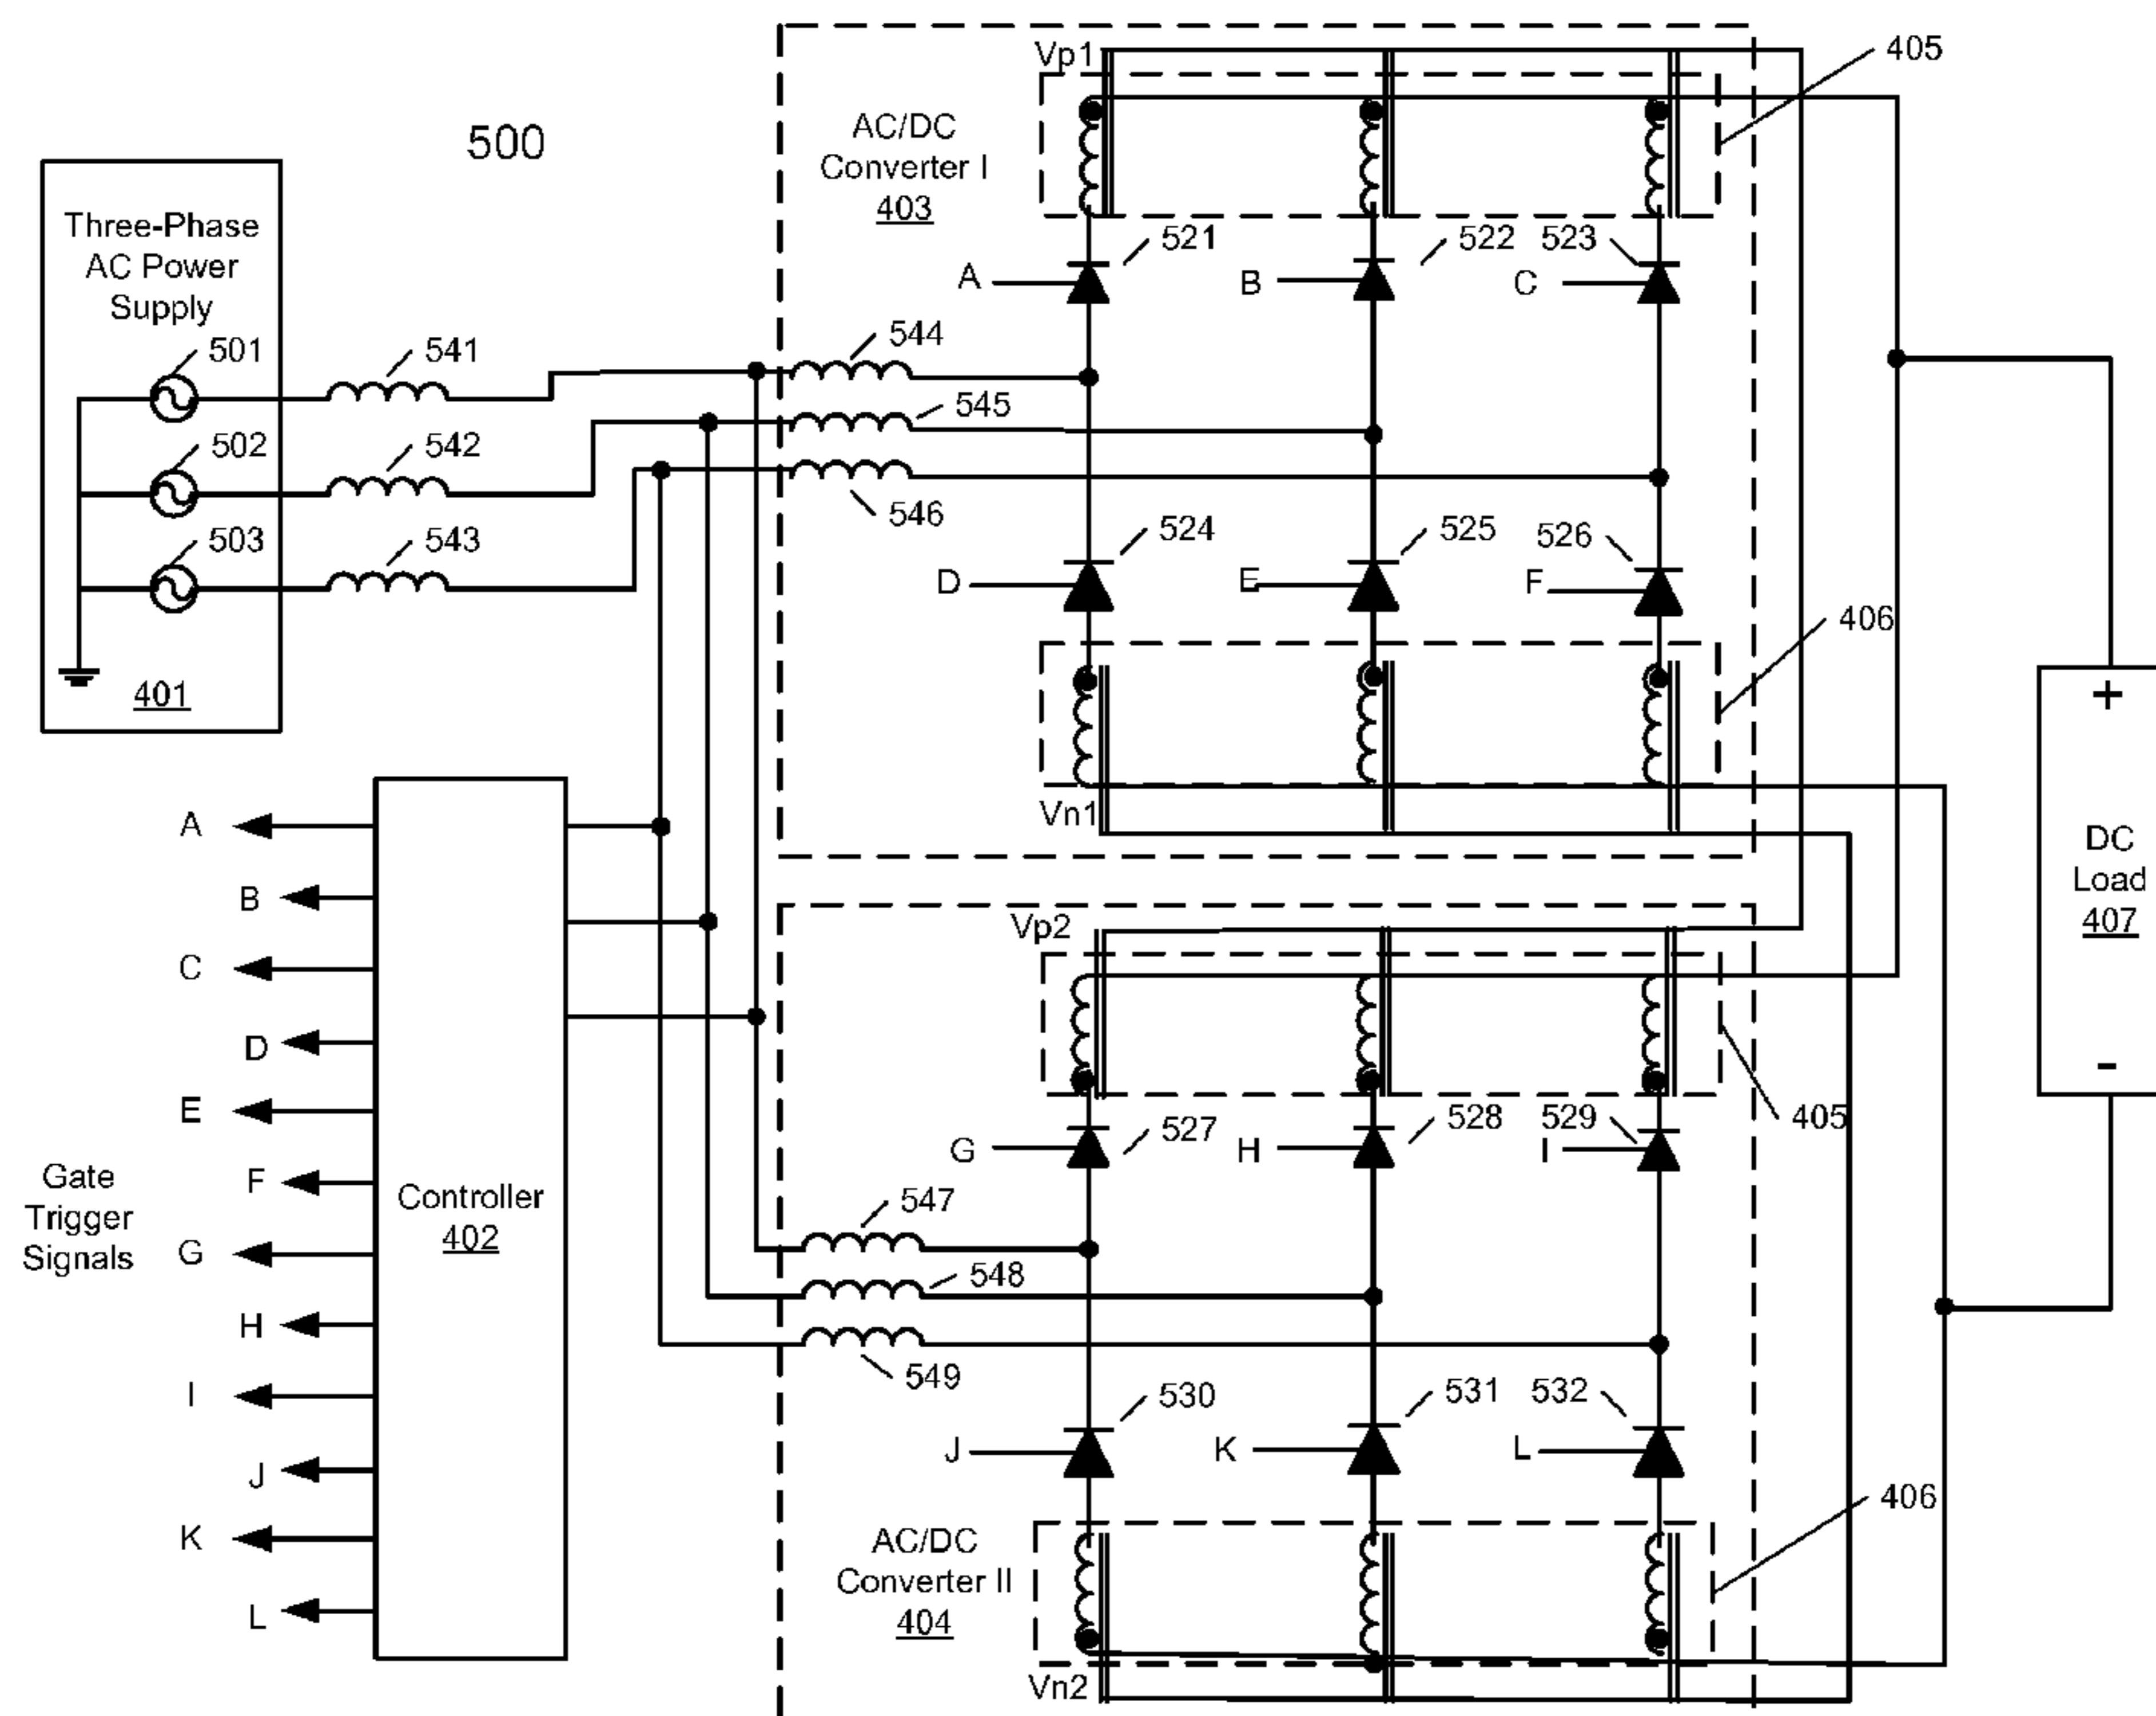 500
Three-Phase
AC Power
Supply
501
502
503
401
541
542
543
Vp1
AC/DC
Converter I
403
405
521
522
523
A
B
C
544
545
546
524
525
526
D
E
F
406
Vn1
+
DC
Load
407
-
A
B
C
D
E
F
G
H
I
J
K
L
Gate
Trigger
Signals
Controller
402
Vp2
405
527
528
529
G
H
I
547
548
549
530
531
532
J
K
L
406
AC/DC
Converter II
404
Vn2